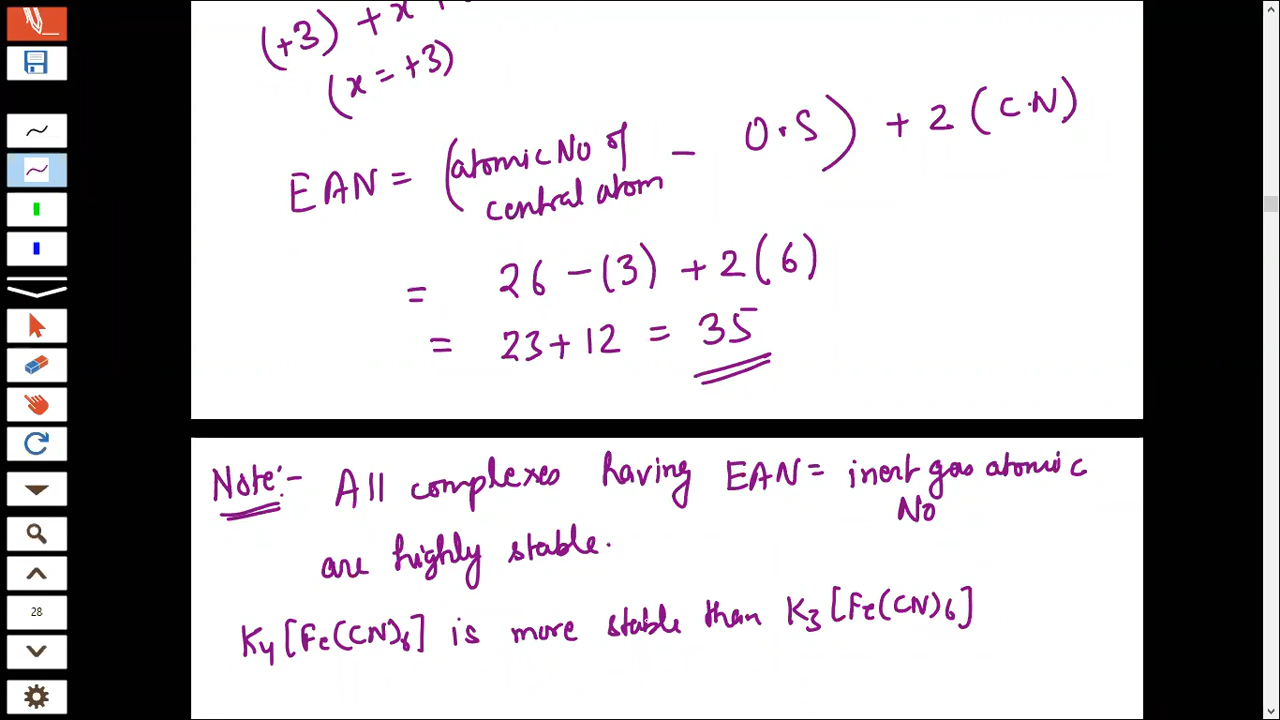 (+3) + x +
(x = +3)
EAN = (atomic No of central atom - O.S) + 2 (C.N)
= 26 - (3) + 2(6)
= 23 + 12 = 35
Note:- All complexes having EAN = inert gas atomic No
are highly stable.
K4[Fe(CN)6] is more stable than K3[Fe(CN)6]
28